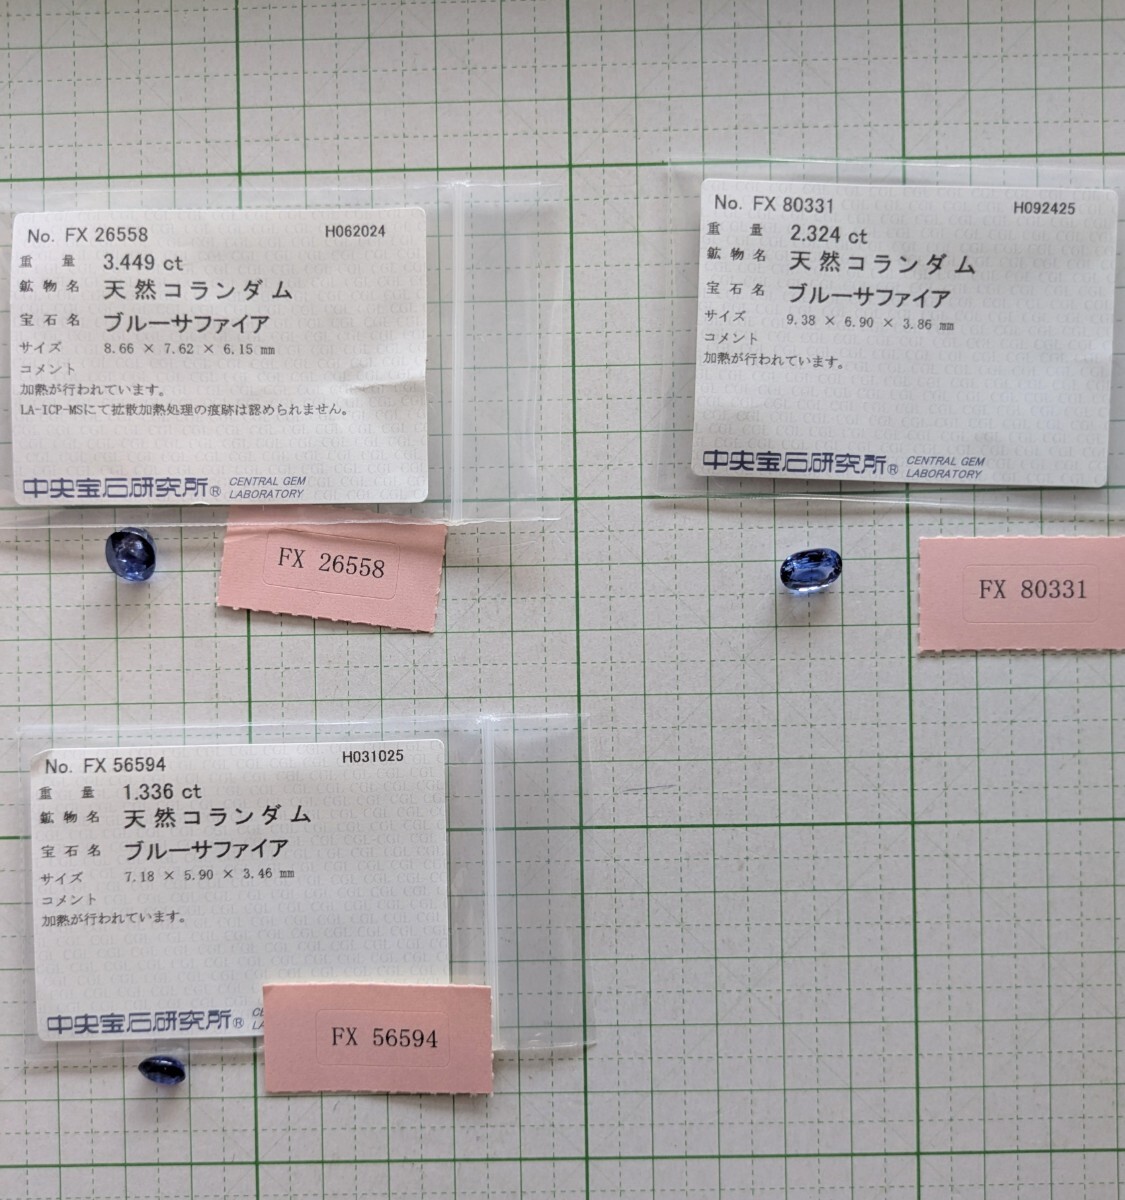 No. FX 26558 H062024
重 量 3.449 ct
鉱物名 天然コランダム
宝石名 ブルーサファイア
サイズ 8.66 × 7.62 × 6.15 mm
コメント
加熱が行われています。
LA-ICP-MSにて拡散加熱処理の痕跡は認められません。
中央宝石研究所® CENTRAL GEM
LABORATORY
FX 26558
No. FX 80331 H092425
重 量 2.324 ct
鉱物名 天然コランダム
宝石名 ブルーサファイア
サイズ 9.38 × 6.90 × 3.86 mm
コメント
加熱が行われています。
中央宝石研究所® CENTRAL GEM
LABORATORY
FX 80331
No. FX 56594 H031025
重 量 1.336 ct
鉱物名 天然コランダム
宝石名 ブルーサファイア
サイズ 7.18 × 5.90 × 3.46 mm
コメント
加熱が行われています。
中央宝石研究所®
FX 56594